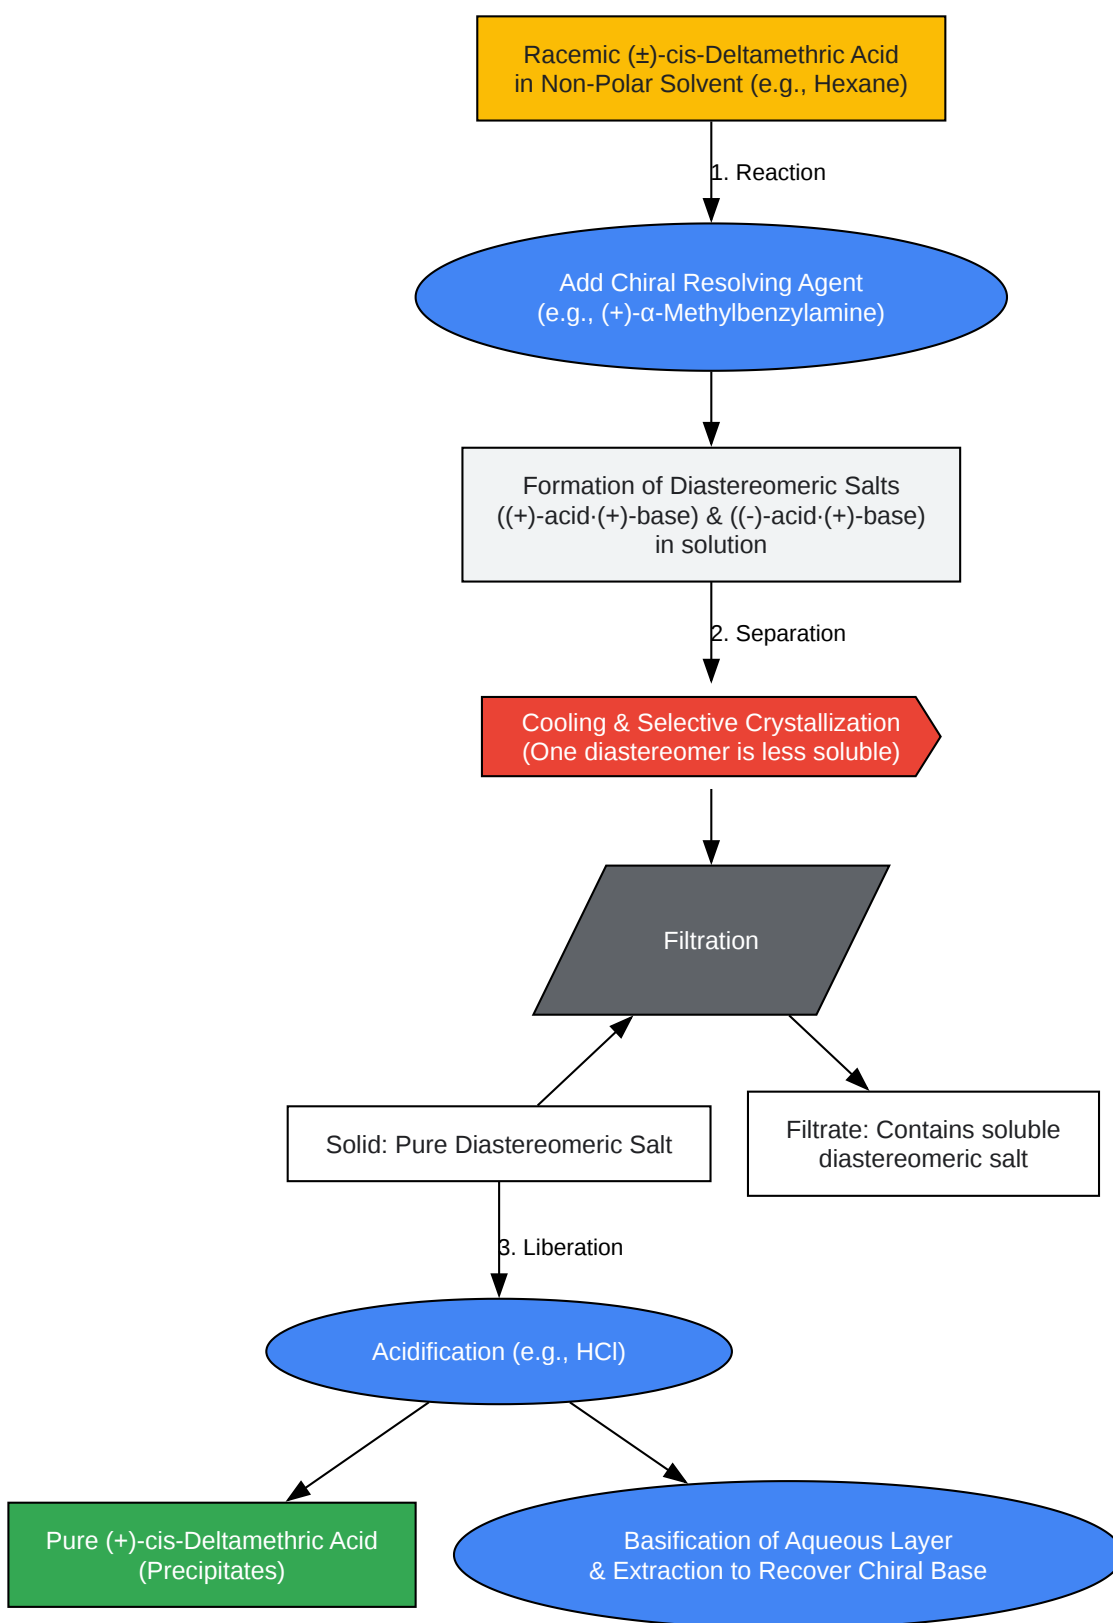 Racemic (±)-cis-Deltamethric Acid
in Non-Polar Solvent (e.g., Hexane)
1. Reaction
Add Chiral Resolving Agent
(e.g., (+)-α-Methylbenzylamine)
Formation of Diastereomeric Salts
((+)-acid·(+)-base) & ((-)-acid·(+)-base)
in solution
2. Separation
Cooling & Selective Crystallization
(One diastereomer is less soluble)
Filtration
Solid: Pure Diastereomeric Salt
Filtrate: Contains soluble
diastereomeric salt
3. Liberation
Acidification (e.g., HCl)
Pure (+)-cis-Deltamethric Acid
(Precipitates)
Basification of Aqueous Layer
& Extraction to Recover Chiral Base